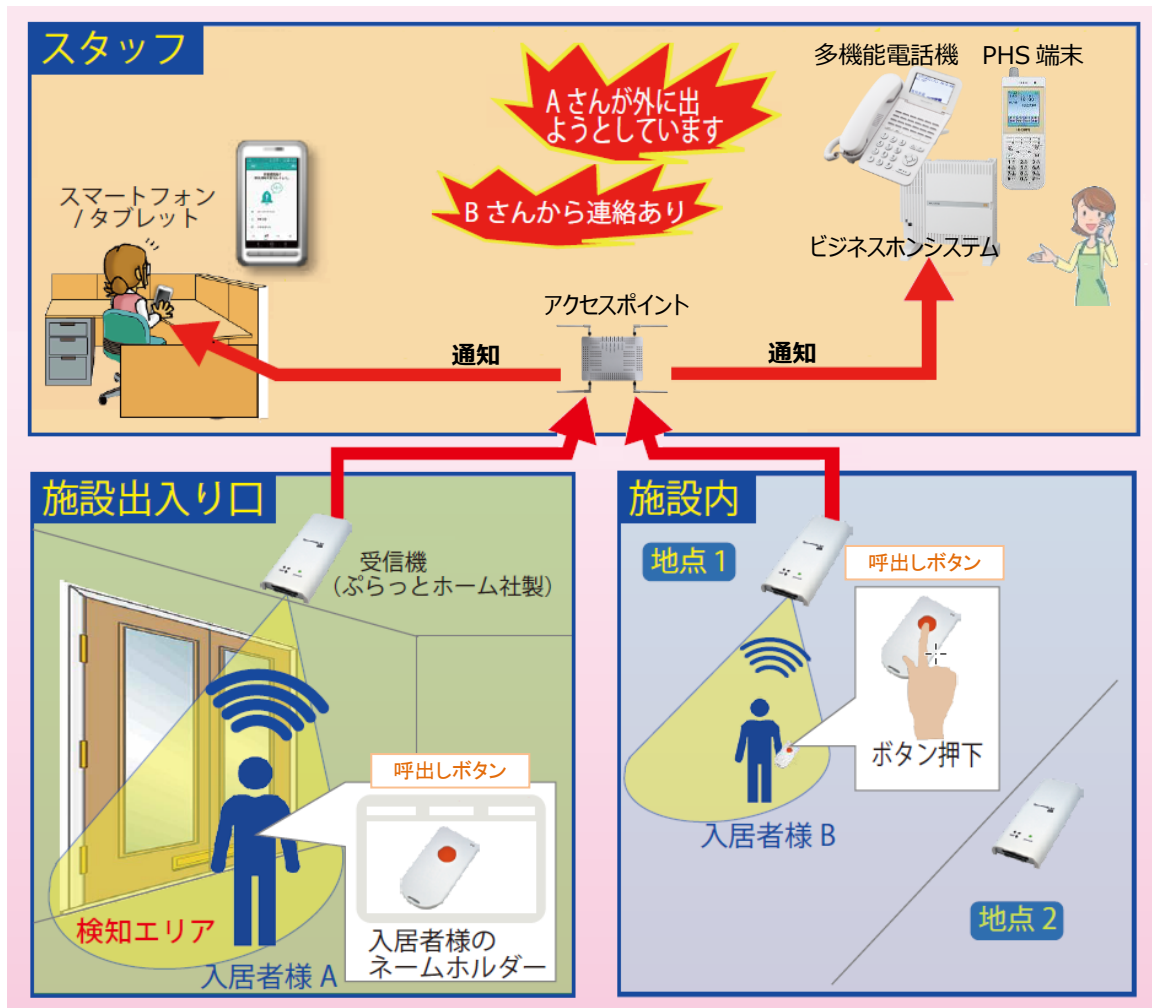 スタッフ
Aさんが外に出
ようとしています
Bさんから連絡あり
多機能電話機
PHS 端末
スマートフォン
/ タブレット
ビジネスホンシステム
アクセスポイント
通知
通知
施設出入り口
受信機
(ぷらっとホーム社製)
呼出しボタン
検知エリア
入居者様 A
入居者様の
ネームホルダー
施設内
地点 1
呼出しボタン
ボタン押下
入居者様 B
地点 2